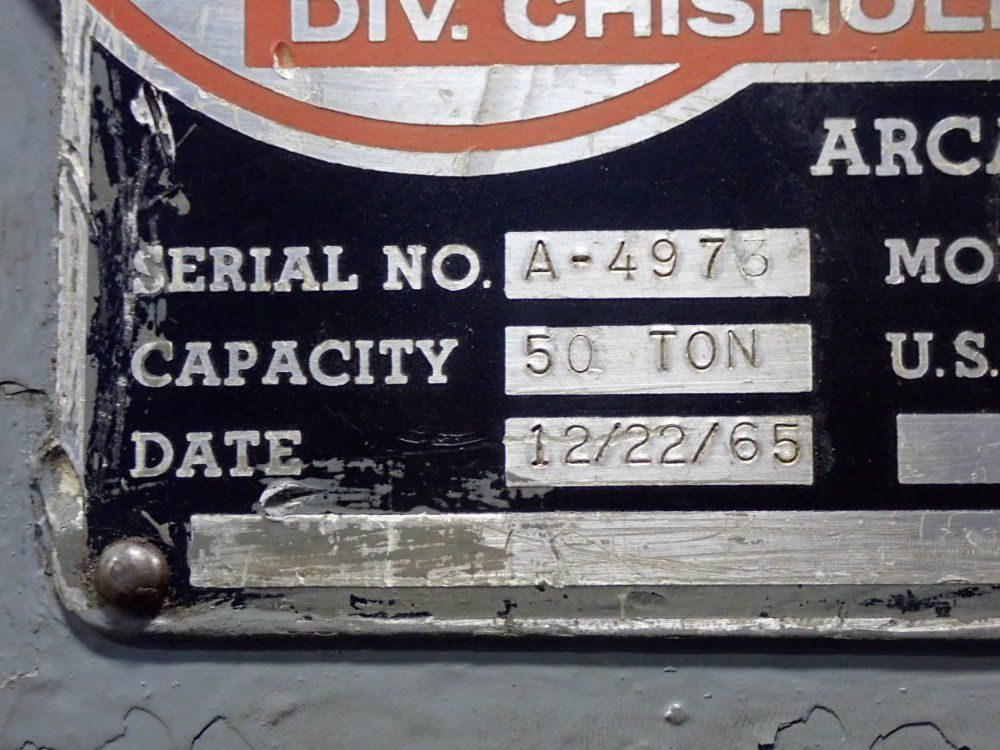 DIV. CHISHOL
ARCA
SERIAL NO. A-4973 MO
CAPACITY 50 TON U.S.
DATE 12/22/65